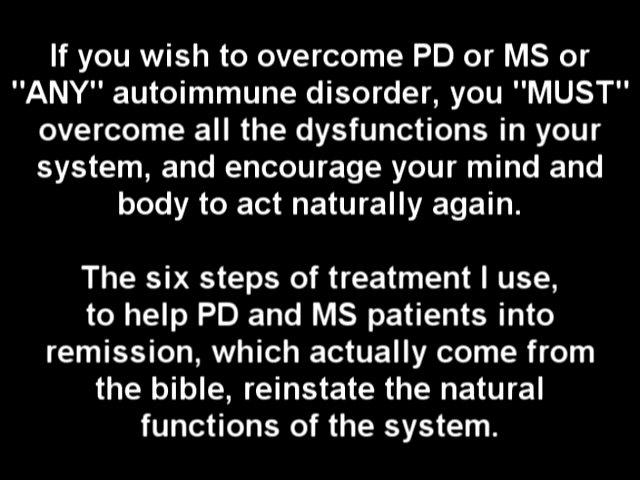 If you wish to overcome PD or MS or
"ANY" autoimmune disorder, you "MUST"
overcome all the dysfunctions in your
system, and encourage your mind and
body to act naturally again.
The six steps of treatment I use,
to help PD and MS patients into
remission, which actually come from
the bible, reinstate the natural
functions of the system.